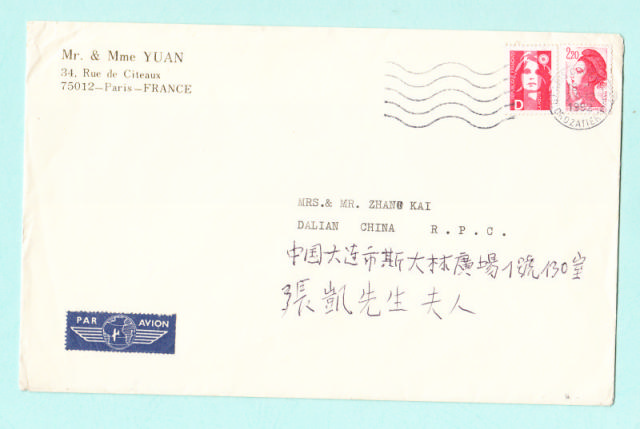 Mr. & Mme YUAN
34, Rue de Citeaux
75012-Paris-FRANCE
D
2,20
MRS.& MR. ZHANG KAI
DALIAN CHINA R.P.C.
中国大连市斯大林廣場1號130室
張凱先生夫人
PAR AVION